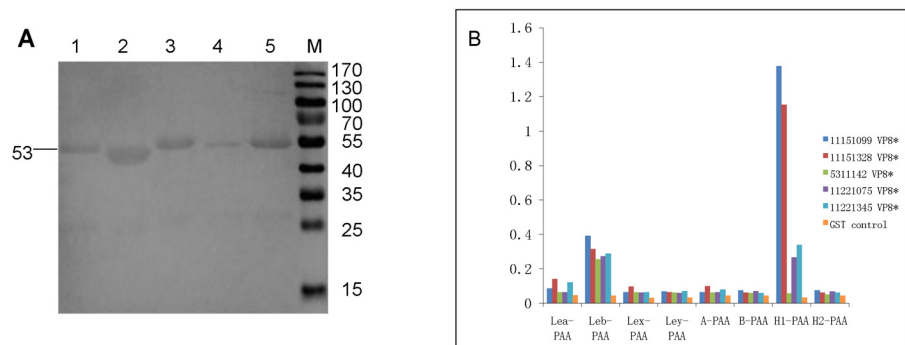 A
1 2 3 4 5 M
170
130
100
70
55
53
40
35
25
15
B
1.6
1.4
1.2
1
0.8
0.6
0.4
0.2
0
11151099 VP8*
11151328 VP8*
5311142 VP8*
11221075 VP8*
11221345 VP8*
GST control
Lea- Leb- Lex- Ley- A-PAA B-PAA H1-PAA H2-PAA
PAA PAA PAA PAA